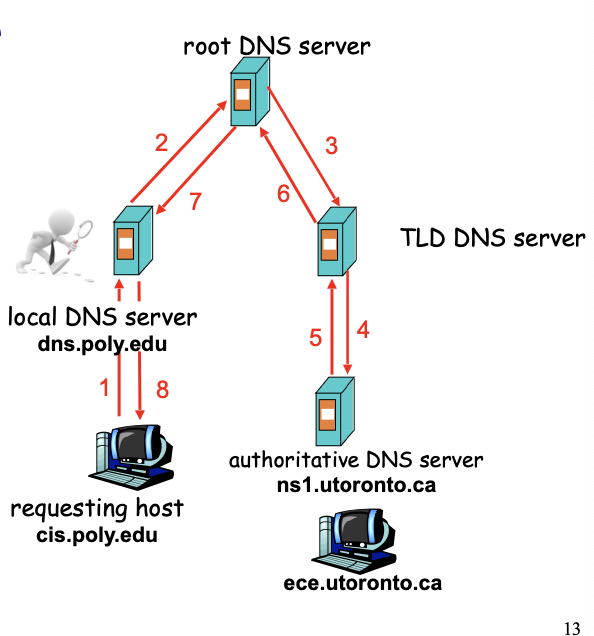 root DNS server
2
3
7
6
TLD DNS server
local DNS server
dns.poly.edu
5
4
1
8
authoritative DNS server
ns1.utoronto.ca
requesting host
cis.poly.edu
ece.utoronto.ca
13